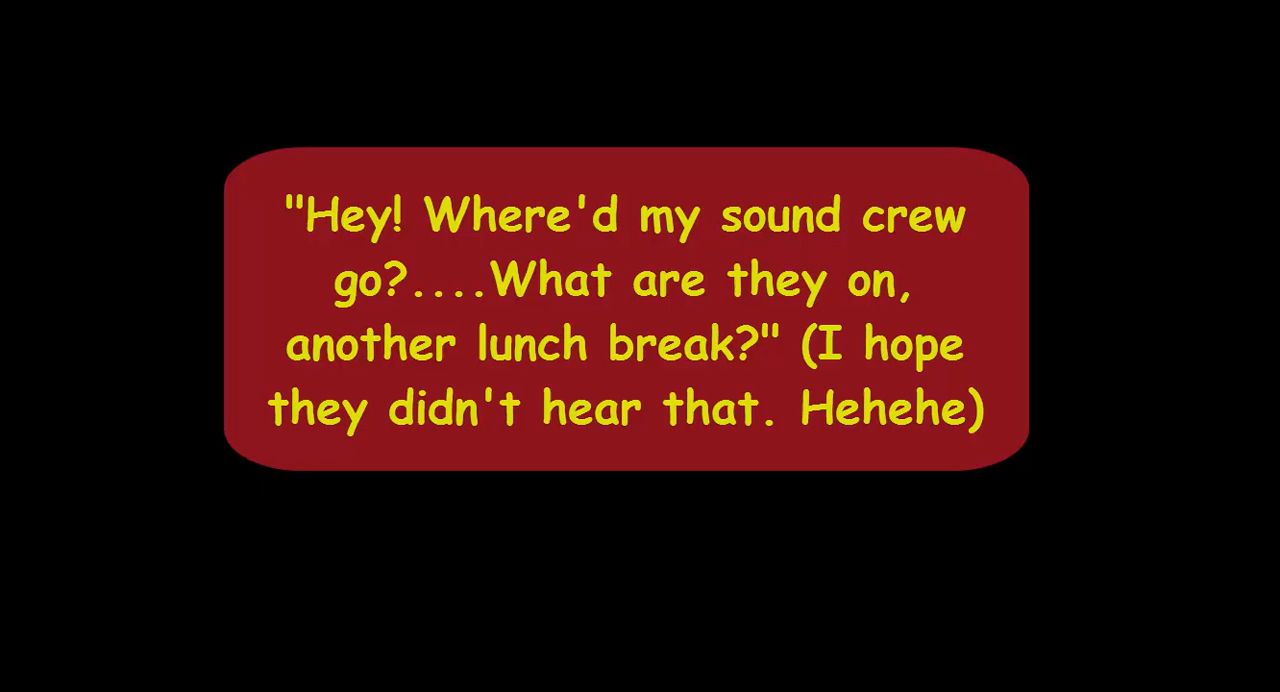 "Hey! Where'd my sound crew
go?....What are they on,
another lunch break?" (I hope
they didn't hear that. Hehehe)